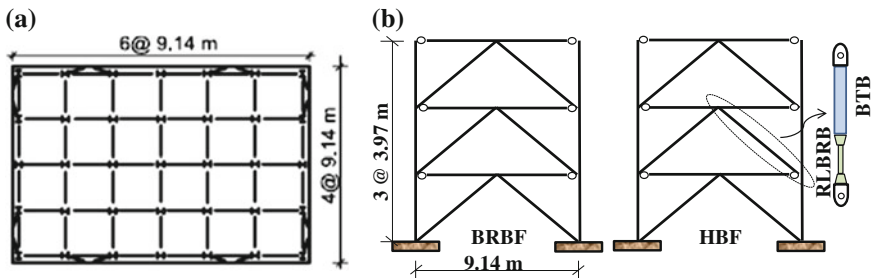 (a)
6@ 9.14 m
4@ 9.14 m
(b)
3 @ 3.97 m
BRBF
9.14 m
HBF
RLBRB
BTB